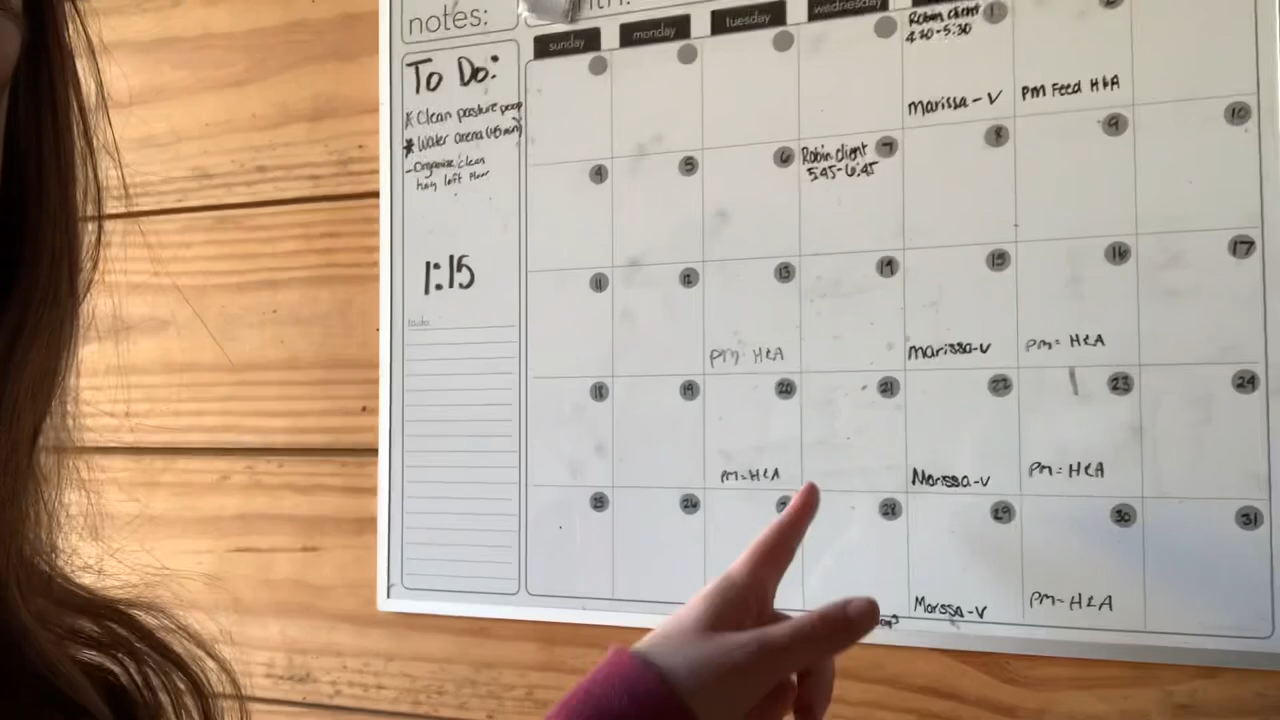 notes:
To Do:
* Clean pasture poop
* Water arena (45 min)
- Organize/clean
hay left floor
1:15
sunday
monday
tuesday
wednesday
Robin client 1
4:30-5:30
Marissa-V
PM Feed H&A
4
5
6
Robin client 7
5:45-6:45
8
9
10
11
12
13
14
15
16
17
PM= H&A
Marissa-V
PM= H&A
18
19
20
21
22
23
24
PM=H&A
Marissa-V
PM=H&A
25
26
28
29
30
31
Marssa-V
PM-H&A